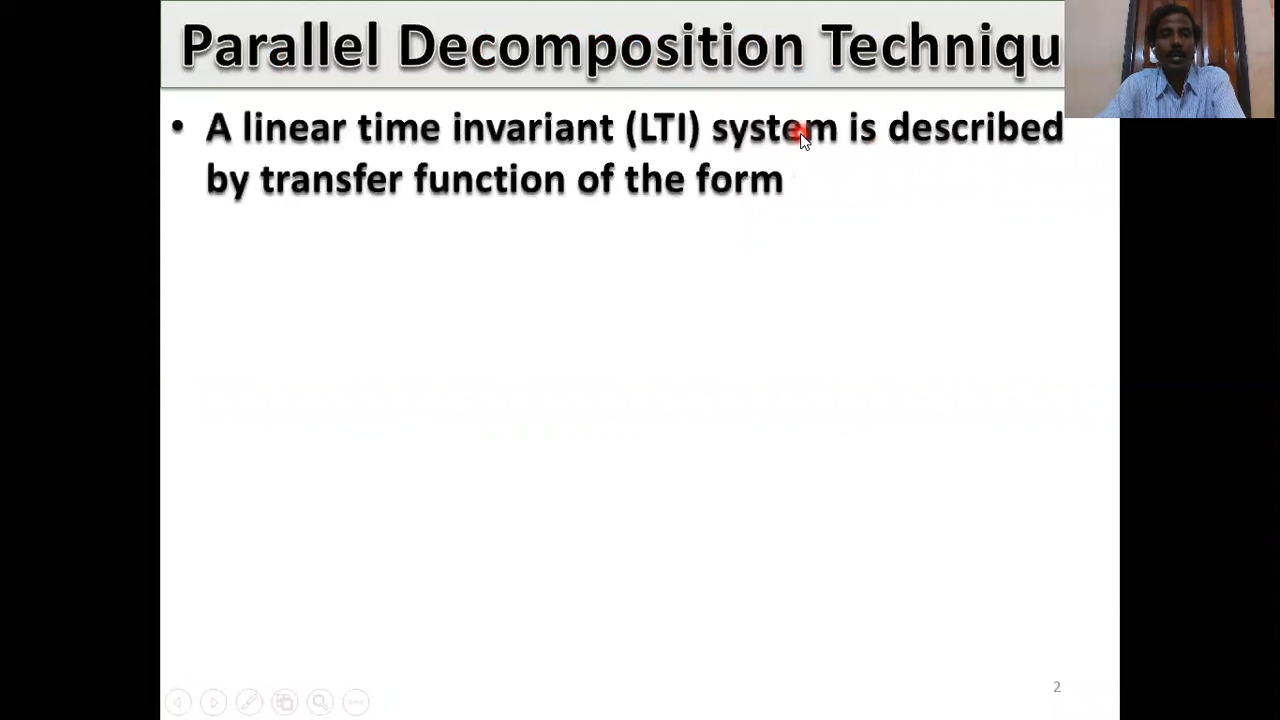 Parallel Decomposition Techniqu
• A linear time invariant (LTI) system is described
by transfer function of the form
2